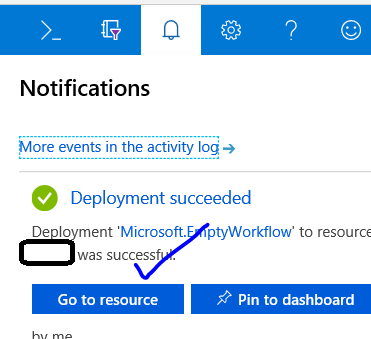 Notifications
More events in the activity log →
Deployment succeeded
Deployment 'Microsoft.EmptyWorkflow' to resource
was successful.
Go to resource
Pin to dashboard
by me